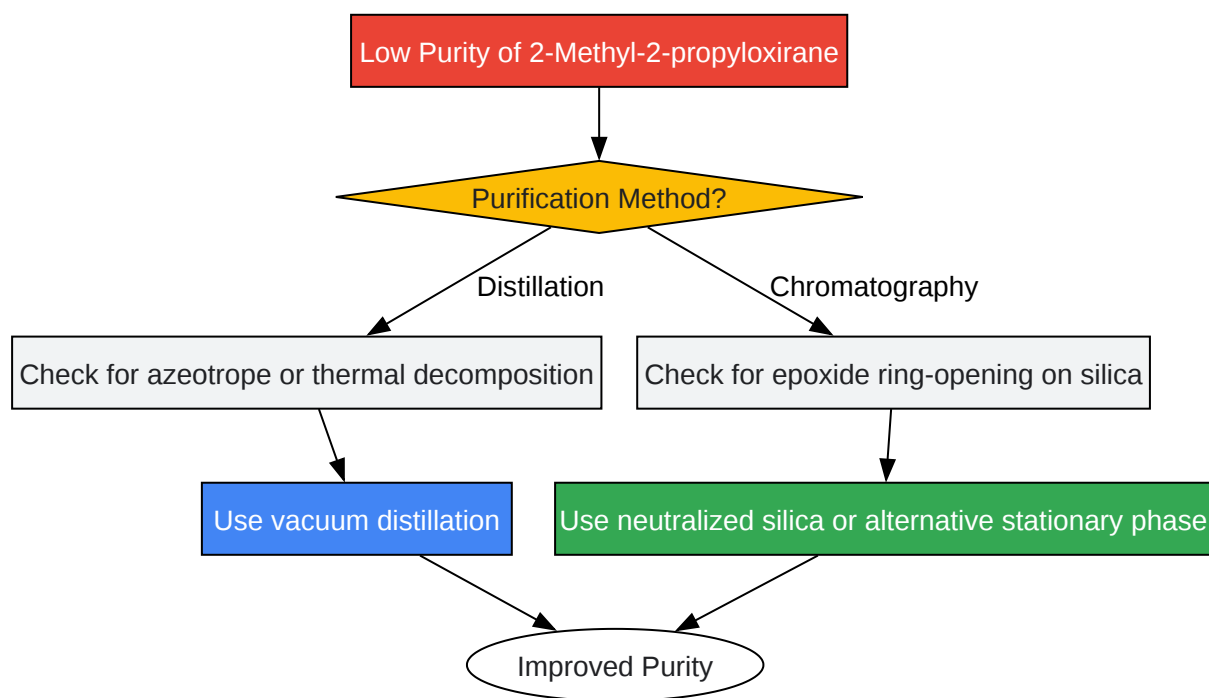 Low Purity of 2-Methyl-2-propyloxirane
Purification Method?
Distillation
Chromatography
Check for azeotrope or thermal decomposition
Check for epoxide ring-opening on silica
Use vacuum distillation
Use neutralized silica or alternative stationary phase
Improved Purity